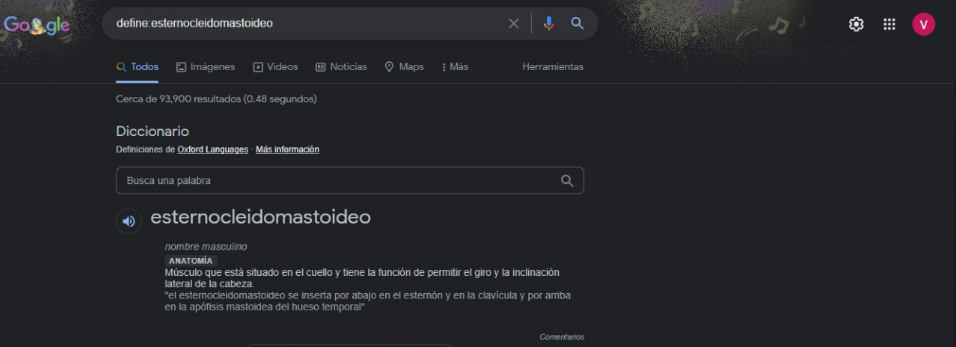 Google
define:esternocleidomastoideo
V
Todos Imágenes Videos Noticias Maps Más Herramientas
Cerca de 93,900 resultados (0.48 segundos)
Diccionario
Definiciones de Oxford Languages · Más información
Busca una palabra
esternocleidomastoideo
nombre masculino
ANATOMÍA
Músculo que está situado en el cuello y tiene la función de permitir el giro y la inclinación
lateral de la cabeza.
"el esternocleidomastoideo se inserta por abajo en el esternón y en la clavícula y por arriba
en la apófisis mastoidea del hueso temporal"
Comentarios